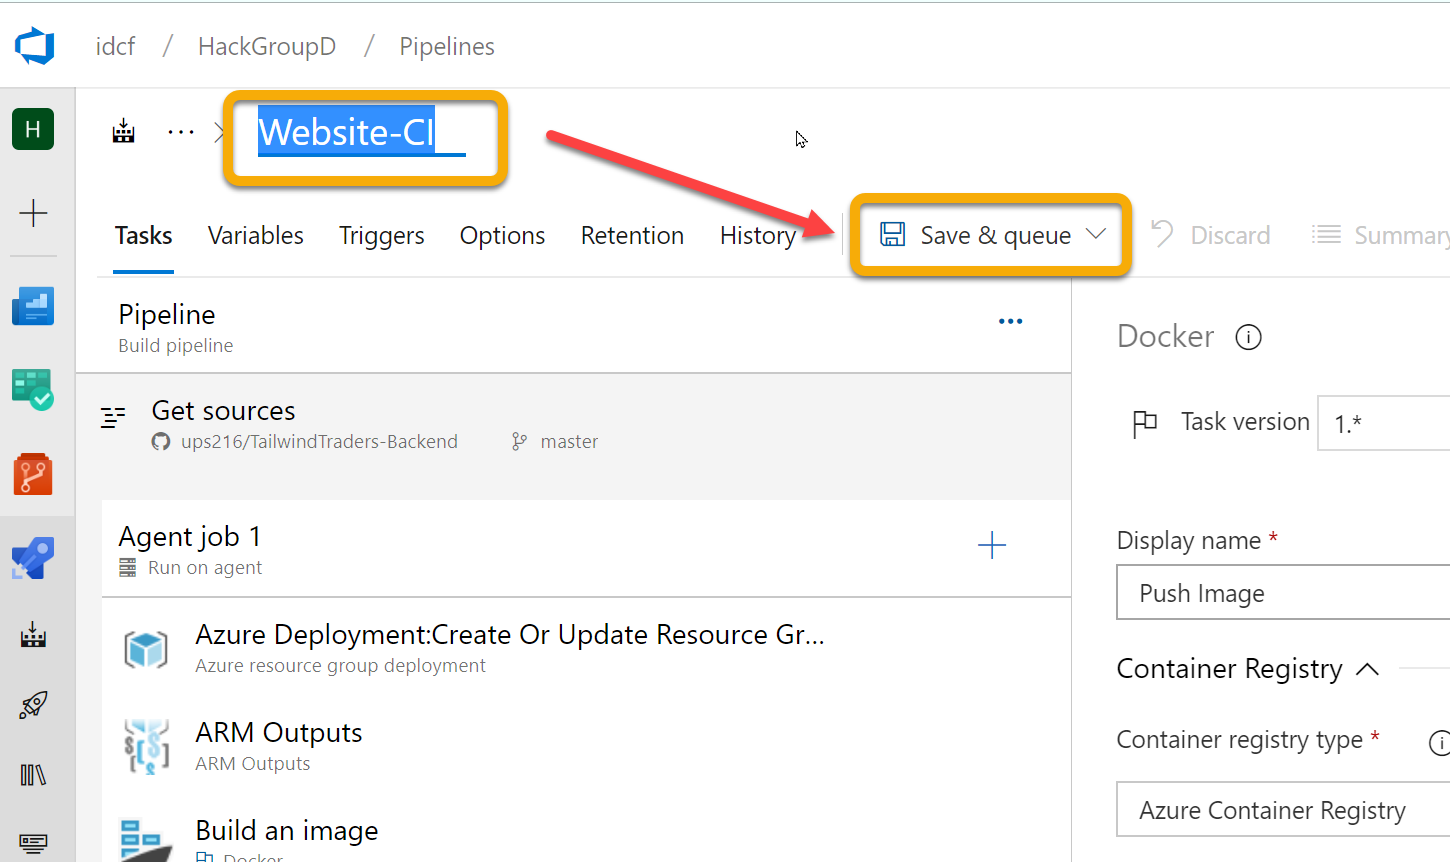 idcf / HackGroupD / Pipelines
H
... > Website-CI
Tasks Variables Triggers Options Retention History Save & queue Discard Summary
Pipeline
Build pipeline
Get sources
ups216/TailwindTraders-Backend master
Agent job 1
Run on agent
Azure Deployment:Create Or Update Resource Gr...
Azure resource group deployment
ARM Outputs
ARM Outputs
Build an image
Docker
Docker
Task version 1.*
Display name *
Push Image
Container Registry
Container registry type *
Azure Container Registry